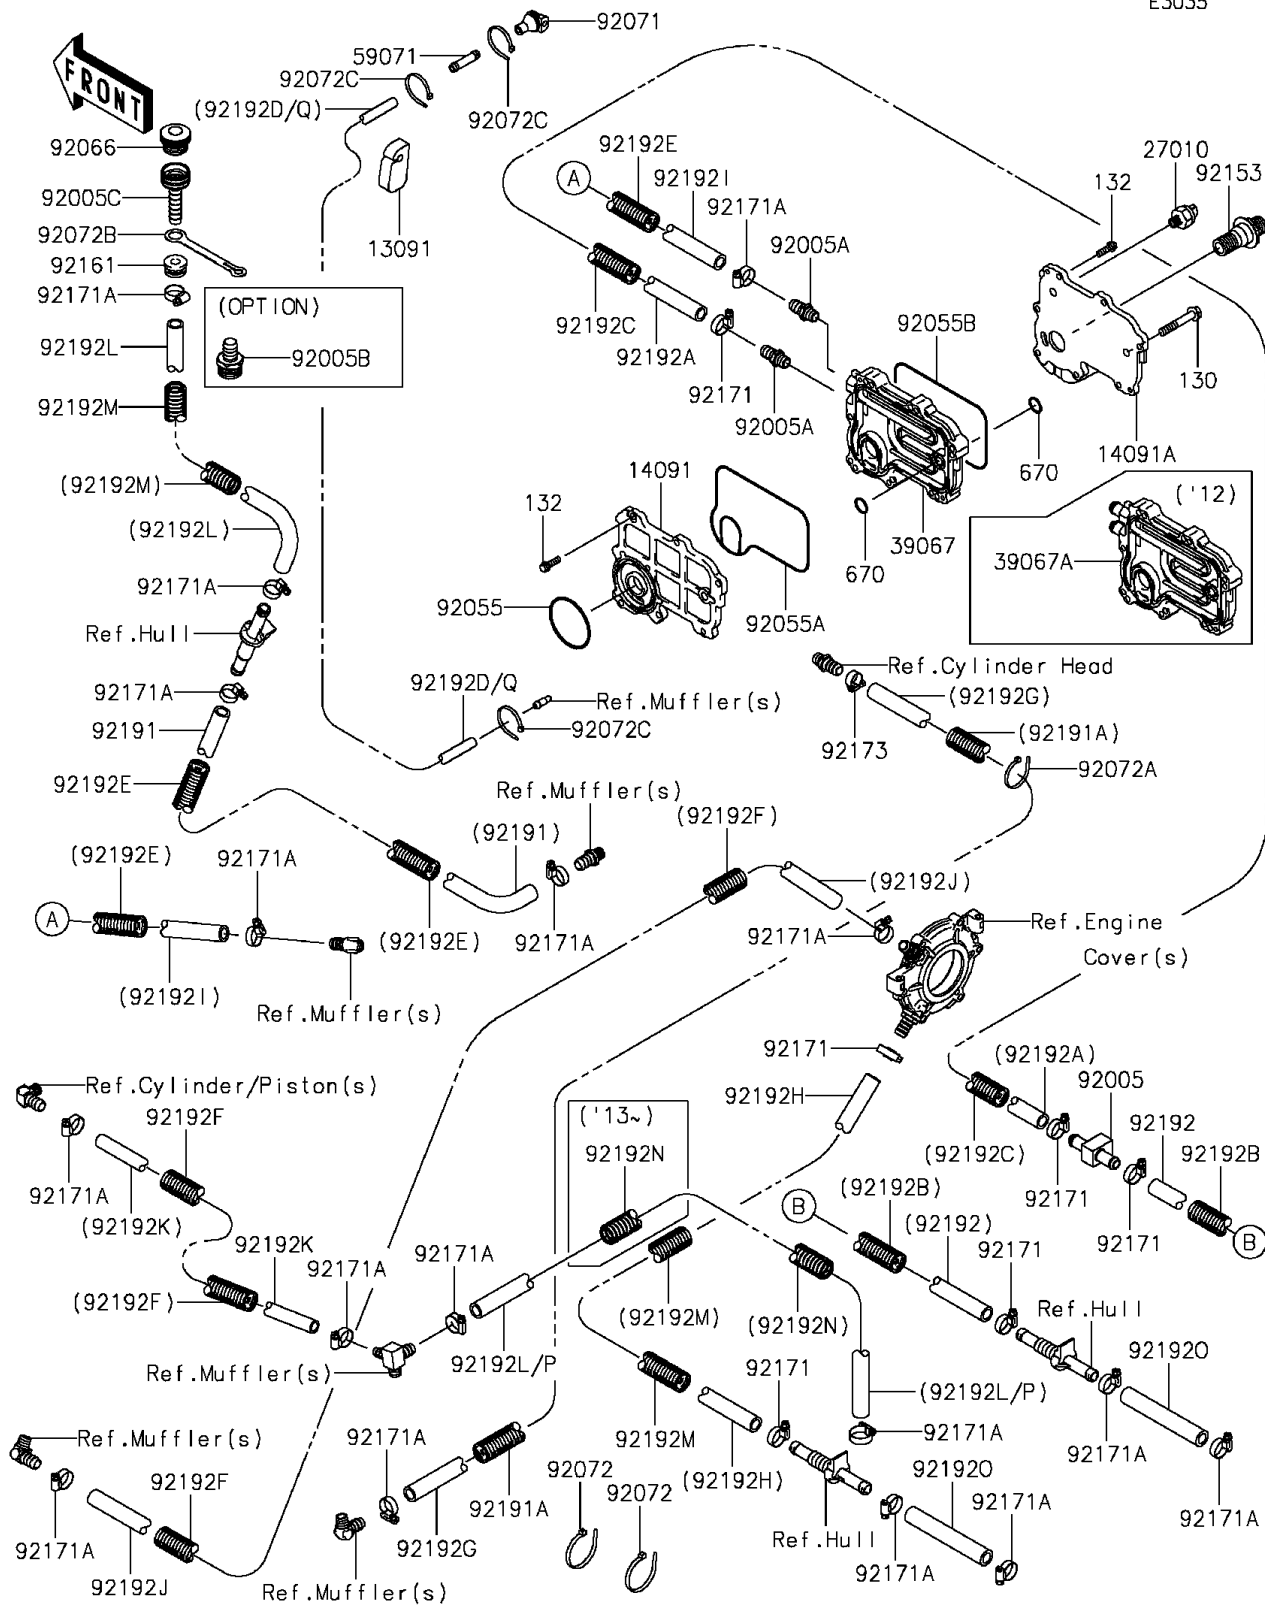 E3035
92071
59071
92072C
(92192D/Q)
92072C
FRONT
92066
92005C
92072B
92161
92171A
92192L
92192M
13091
(OPTION)
92005B
92192E
92192I
92171A
92005A
A
27010
92153
132
92192C
92192A
92171
92005A
92055B
130
14091A
670
(92192M)
(92192L)
92171A
Ref.Hull
92171A
92191
92192E
14091
132
39067
670
92055
92055A
('12)
39067A
92192D/Q
Ref.Muffler(s)
92072C
Ref.Cylinder Head
(92192G)
(92191A)
92173
92072A
Ref.Muffler(s)
(92191)
(92192F)
(92192E)
92171A
A
(92192I)
Ref.Muffler(s)
(92192E)
92171A
(92192J)
92171A
Ref.Engine
Cover(s)
92171
92192H
(92192A)
92005
92192
92192B
(92192C)
92171
92171
B
Ref.Cylinder/Piston(s)
92192F
92171A
(92192K)
92192K
92171A
(92192F)
Ref.Muffler(s)
('13~)
92192N
92171A
92192L/P
(92192M)
(92192N)
B
(92192B)
(92192)
92171
Ref.Hull
92192O
92171A
92171A
(92192L/P)
92171A
92171
92192M
(92192H)
Ref.Hull
92192O
92171A
92171A
Ref.Muffler(s)
92192F
92171A
92192J
92171A
92191A
92192G
Ref.Muffler(s)
92072
92072